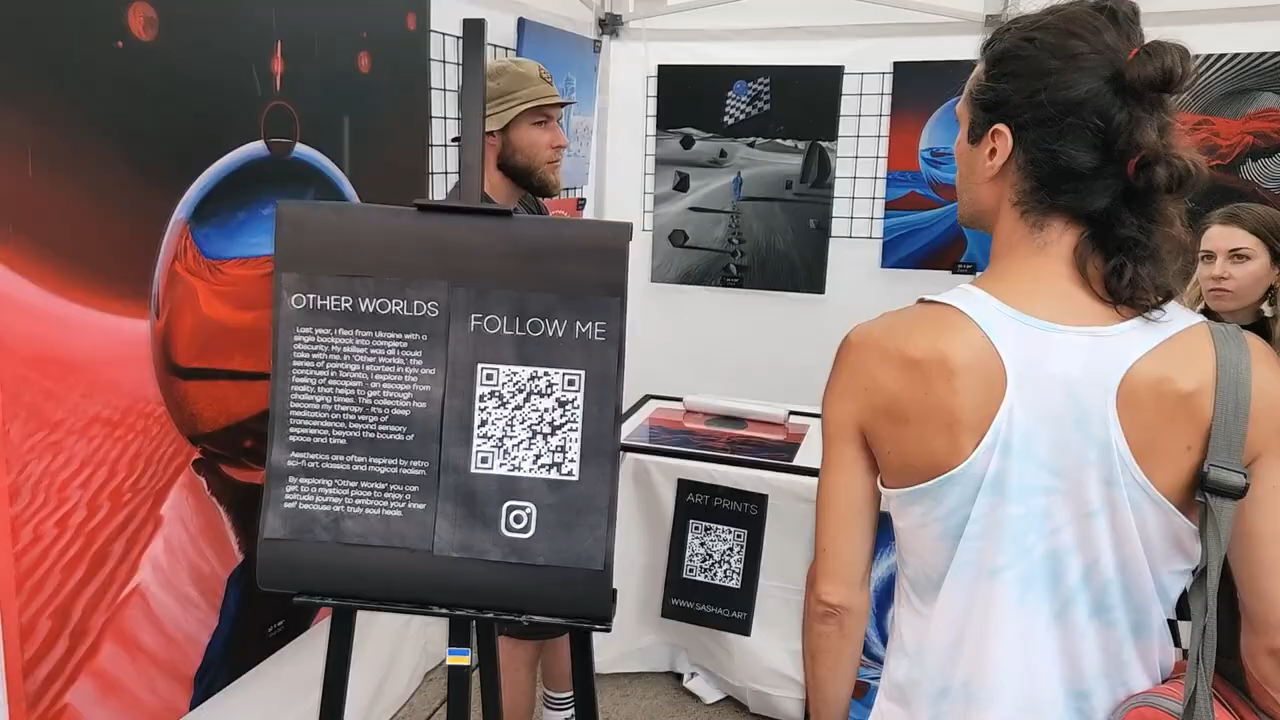 OTHER WORLDS
Last year, I fled from Ukraine with a
single backpack into complete
obscurity. My skillset was all I could
take with me. In "Other Worlds," the
series of paintings I started in Kyiv and
continued in Toronto, I explore the
feeling of escapism - an escape from
reality, that helps to get through
challenging times. This collection has
become my therapy - it's a deep
meditation on the verge of
transcendence, beyond sensory
experience, beyond the bounds of
space and time.
Aesthetics are often inspired by retro
sci-fi art classics and magical realism.
By exploring "Other Worlds" you can
get to a mystical place to enjoy a
solitude journey to embrace your inner
self because art truly soul heals.
FOLLOW ME
ART PRINTS
WWW.SASHAQ.ART